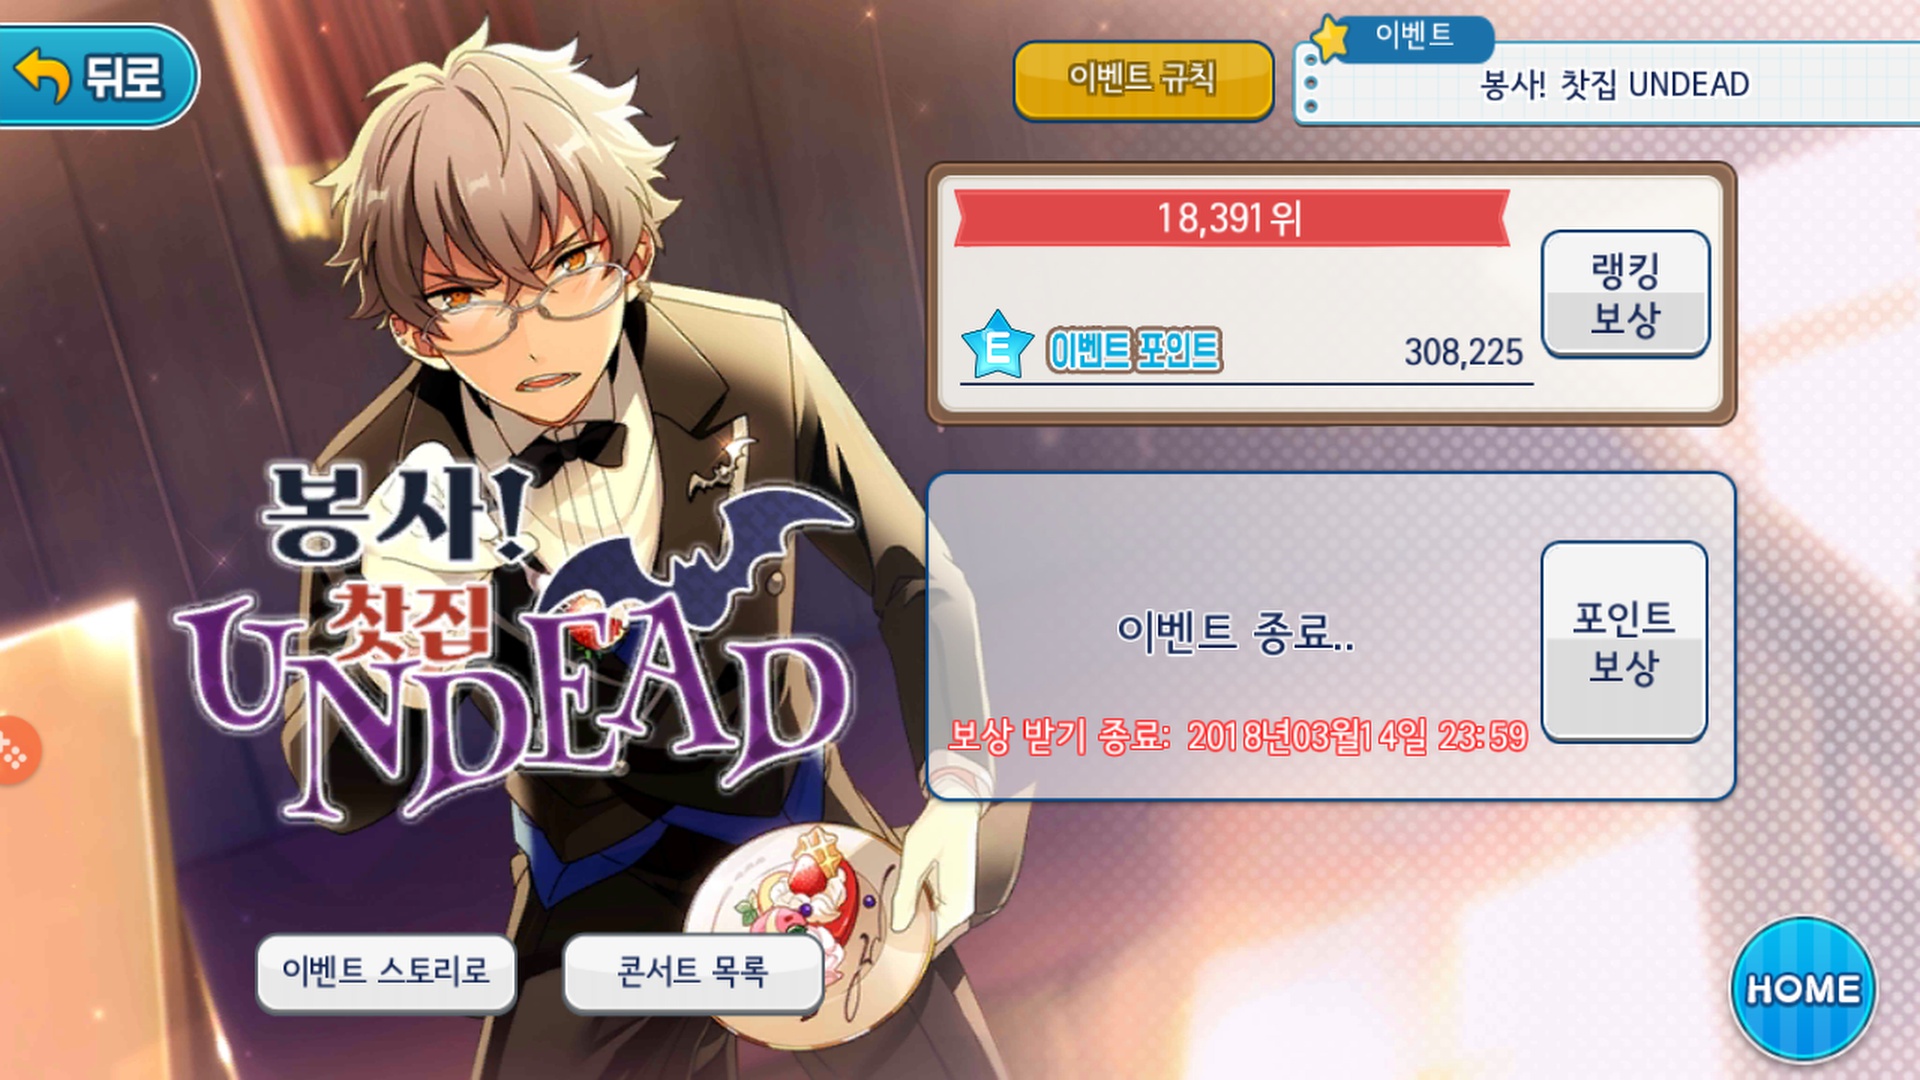 뒤로
이벤트 규칙
이벤트
봉사! 찻집 UNDEAD
18,391위
E 이벤트 포인트 308,225
랭킹
보상
봉사!
찻집
UNDEAD
이벤트 종료..
보상 받기 종료: 2018년03월14일 23:59
포인트
보상
이벤트 스토리로
콘서트 목록
HOME